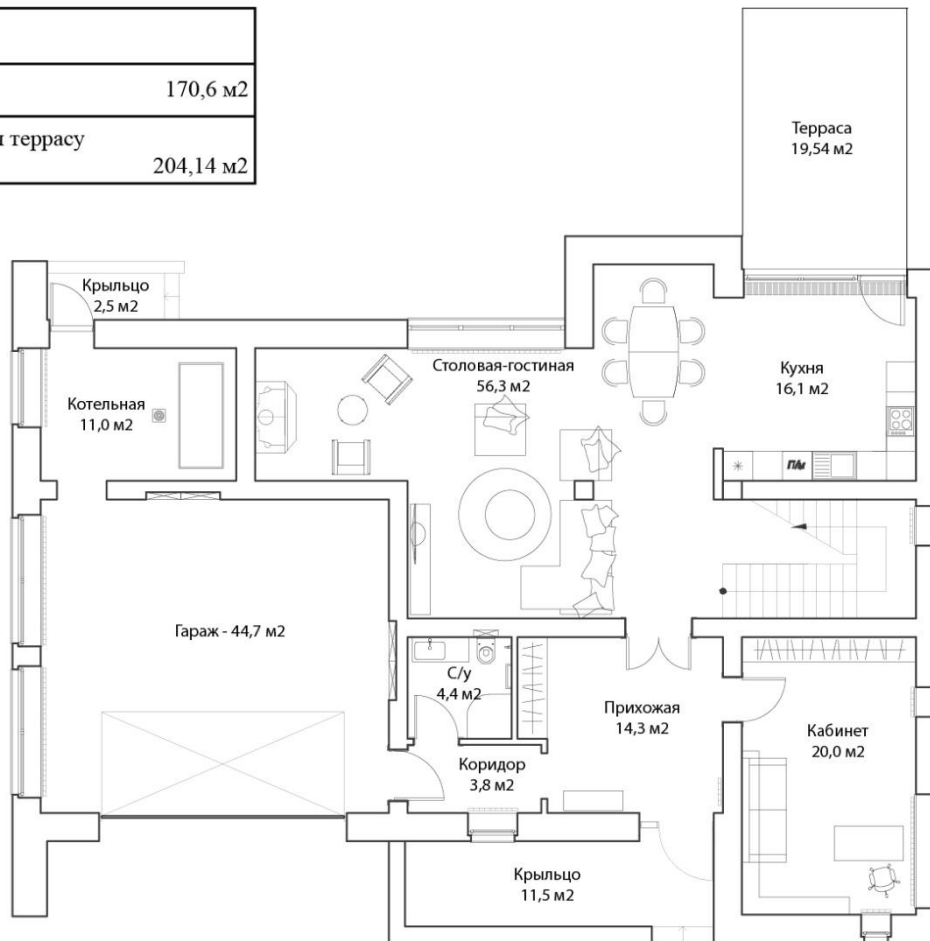 170,6 м2
и террасу
204,14 м2
Терраса
19,54 м2
Крыльцо
2,5 м2
Столовая-гостиная
56,3 м2
Кухня
16,1 м2
Котельная
11,0 м2
П/м
Гараж - 44,7 м2
С/у
4,4 м2
Прихожая
14,3 м2
Кабинет
20,0 м2
Коридор
3,8 м2
Крыльцо
11,5 м2